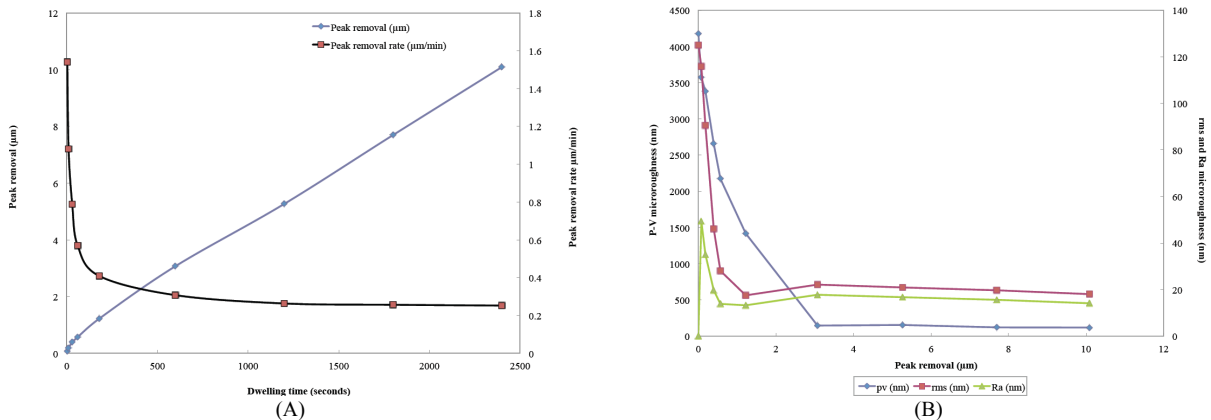 12
10
8
6
4
2
0
Peak removal (µm)
Peak removal (µm)
Peak removal rate (µm/min)
1.8
1.6
1.4
1.2
1
0.8
0.6
0.4
0.2
0
Peak removal rate µm/min)
0 500 1000 1500 2000 2500
Dwelling time (seconds)
(A)
4500
4000
3500
3000
2500
2000
1500
1000
500
0
P-V microroughness (nm)
140
120
100
80
60
40
20
0
rms and Ra microroughness (nm)
0 2 4 6 8 10 12
Peak removal (µm)
pv (nm) rms (nm) Ra (nm)
(B)